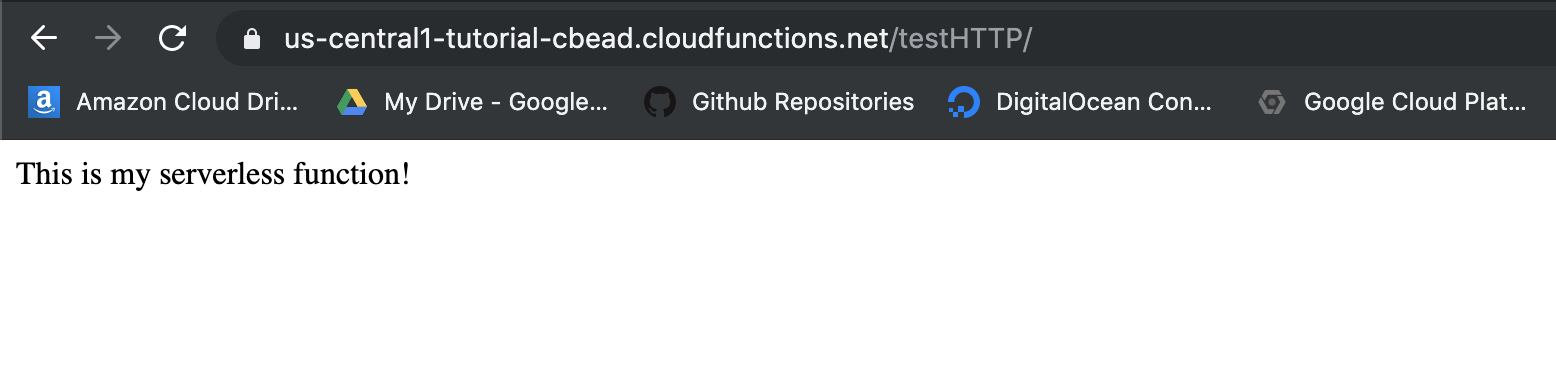 us-central1-tutorial-cbead.cloudfunctions.net/testHTTP/
a Amazon Cloud Dri... My Drive - Google... Github Repositories DigitalOcean Con... Google Cloud Plat...
This is my serverless function!